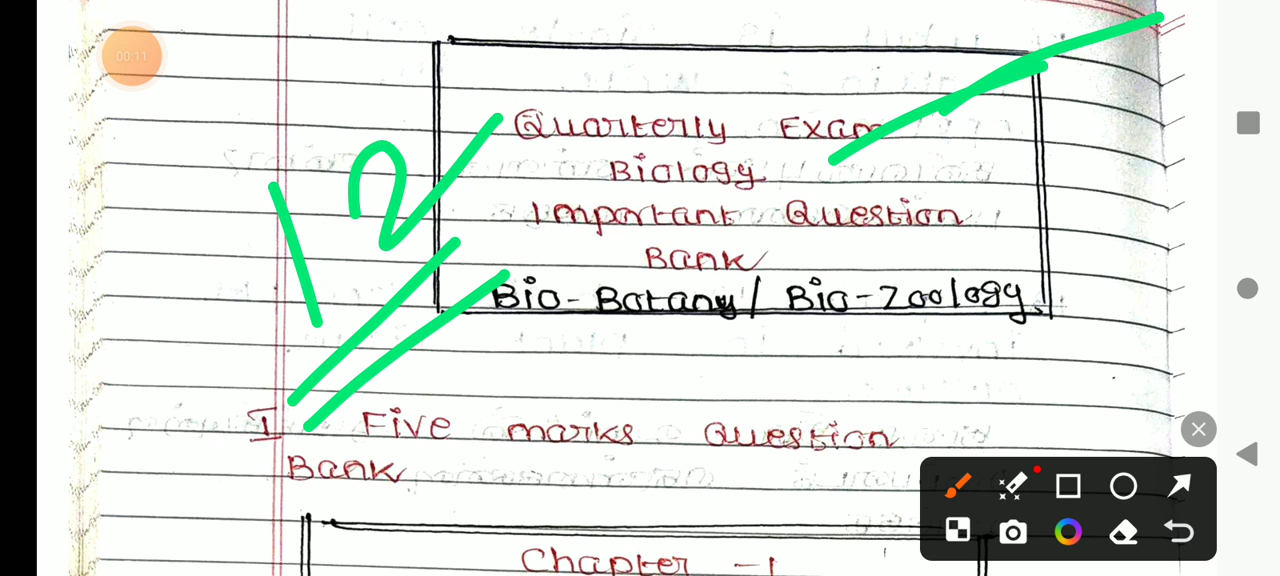 00:11
Quarterly Exam
Biology
Important Question
Bank
Bio-Botany / Bio-Zoology.
12
I Five marks Question
Bank
Chapter - 1